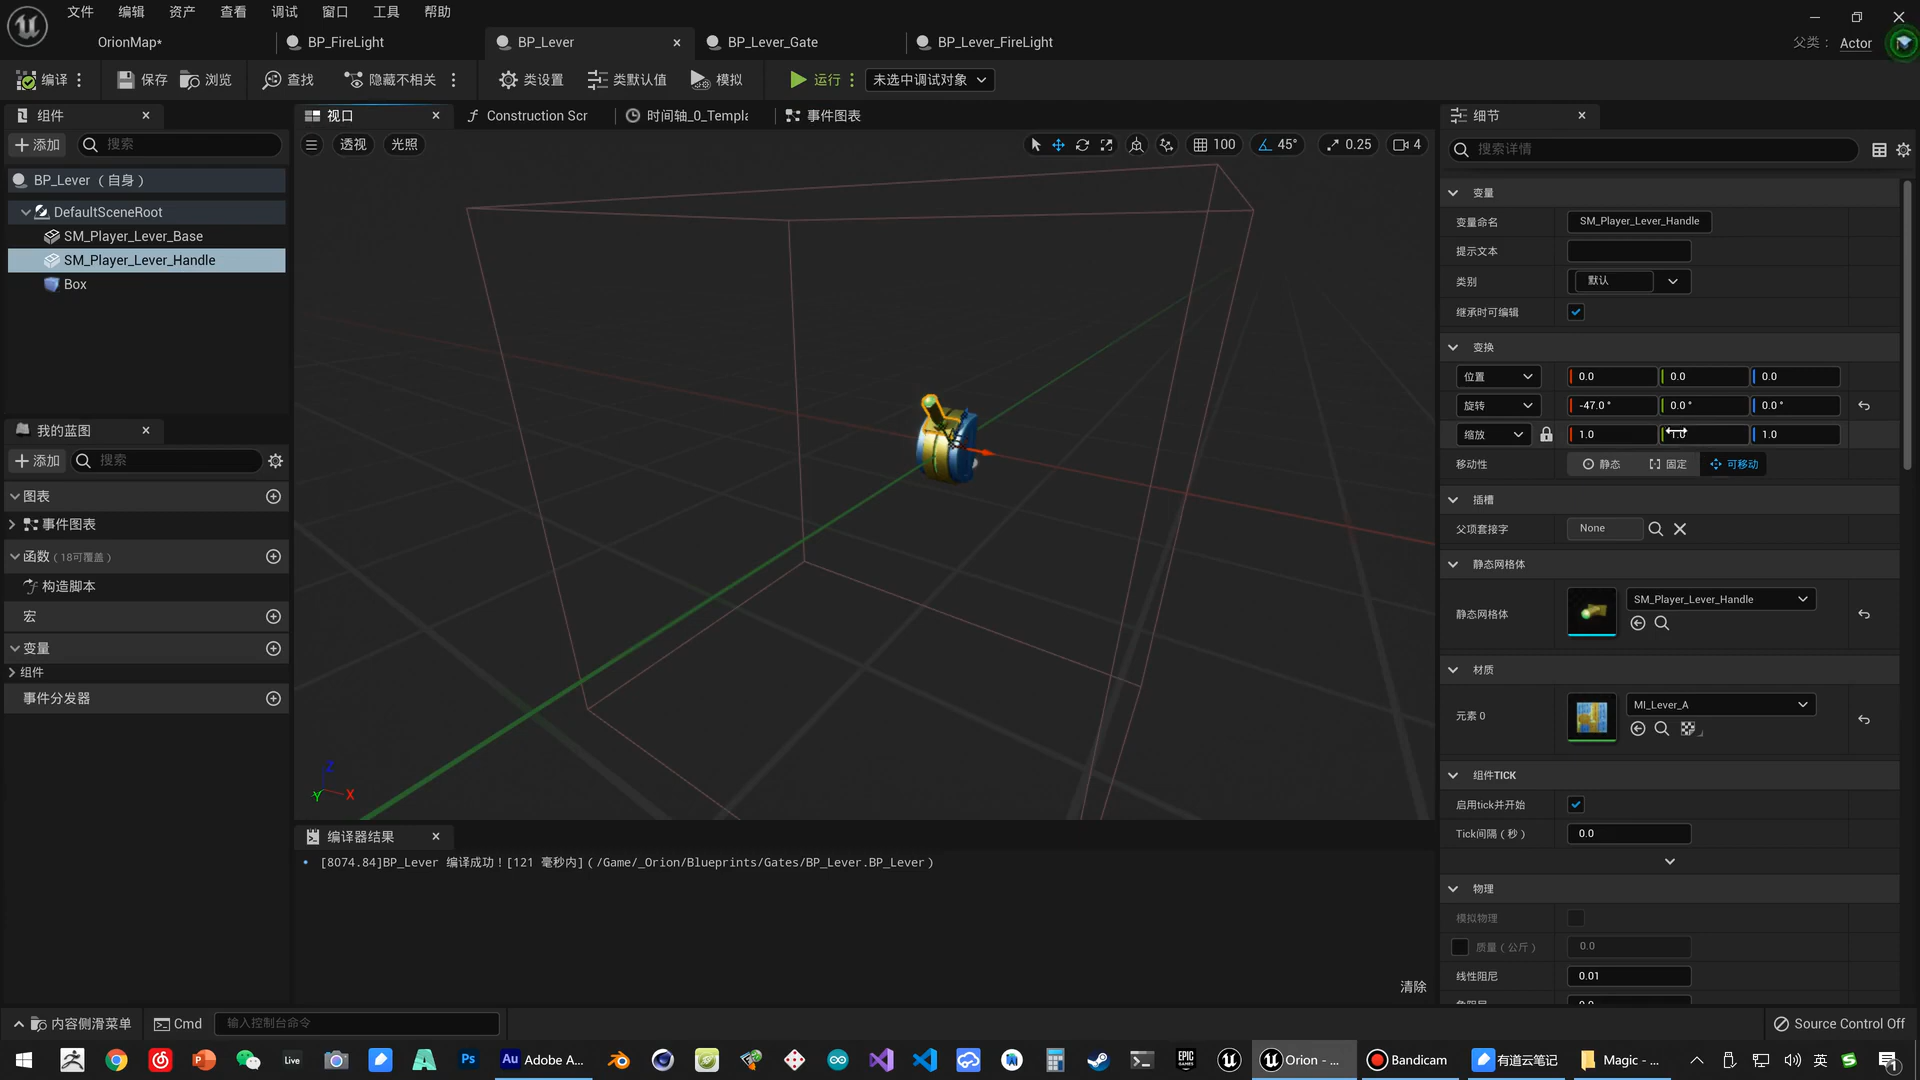 文件 编辑 资产 查看 调试 窗口 工具 帮助
OrionMap* BP_FireLight BP_Lever BP_Lever_Gate BP_Lever_FireLight 父类： Actor
编译 保存 浏览 查找 隐藏不相关 类设置 类默认值 模拟 运行 未选中调试对象
组件
添加 搜索
BP_Lever （自身）
DefaultSceneRoot
SM_Player_Lever_Base
SM_Player_Lever_Handle
Box
我的蓝图
添加 搜索
图表
事件图表
函数（18可覆盖）
构造脚本
宏
变量
组件
事件分发器
视口 Construction Scr 时间轴_0_Templa 事件图表
透视 光照 100 45° 0.25 4
Z
Y X
编译器结果
[8074.84]BP_Lever 编译成功！[121 毫秒内]（/Game/_Orion/Blueprints/Gates/BP_Lever.BP_Lever）
清除
细节
搜索详情
变量
变量命名 SM_Player_Lever_Handle
提示文本
类别 默认
继承时可编辑
变换
位置 0.0 0.0 0.0
旋转 -47.0° 0.0° 0.0°
缩放 1.0 1.0 1.0
移动性 静态 固定 可移动
插槽
父项套接字 None
静态网格体
静态网格体 SM_Player_Lever_Handle
材质
元素 0 MI_Lever_A
组件TICK
启用tick并开始
Tick间隔（秒） 0.0
物理
模拟物理
质量（公斤） 0.0
线性阻尼 0.01
内容侧滑菜单 Cmd 输入控制台命令 Source Control Off
Live Ps Au Adobe A... EPIC GAMES Orion - ... Bandicam 有道云笔记 Magic - ... 英 1